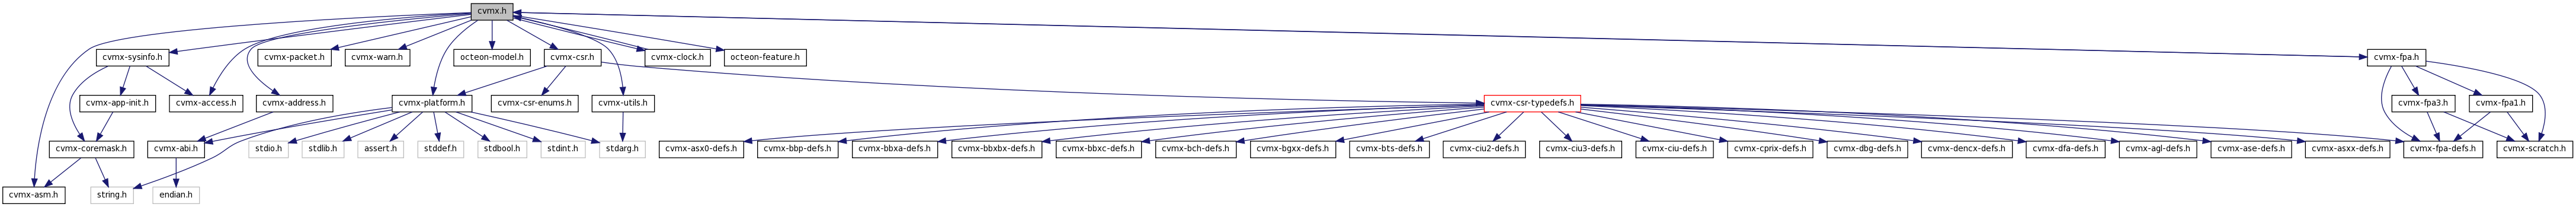 cvmx.h
cvmx-sysinfo.h
cvmx-packet.h
cvmx-warn.h
octeon-model.h
cvmx-csr.h
cvmx-clock.h
octeon-feature.h
cvmx-fpa.h
cvmx-app-init.h
cvmx-access.h
cvmx-address.h
cvmx-platform.h
cvmx-csr-enums.h
cvmx-utils.h
cvmx-csr-typedefs.h
cvmx-fpa3.h
cvmx-fpa1.h
cvmx-coremask.h
cvmx-abi.h
stdio.h
stdlib.h
assert.h
stddef.h
stdbool.h
stdint.h
stdarg.h
cvmx-asx0-defs.h
cvmx-bbp-defs.h
cvmx-bbxa-defs.h
cvmx-bbxbx-defs.h
cvmx-bbxc-defs.h
cvmx-bch-defs.h
cvmx-bgxx-defs.h
cvmx-bts-defs.h
cvmx-ciu2-defs.h
cvmx-ciu3-defs.h
cvmx-ciu-defs.h
cvmx-cprix-defs.h
cvmx-dbg-defs.h
cvmx-dencx-defs.h
cvmx-dfa-defs.h
cvmx-agl-defs.h
cvmx-ase-defs.h
cvmx-asxx-defs.h
cvmx-fpa-defs.h
cvmx-scratch.h
cvmx-asm.h
string.h
endian.h